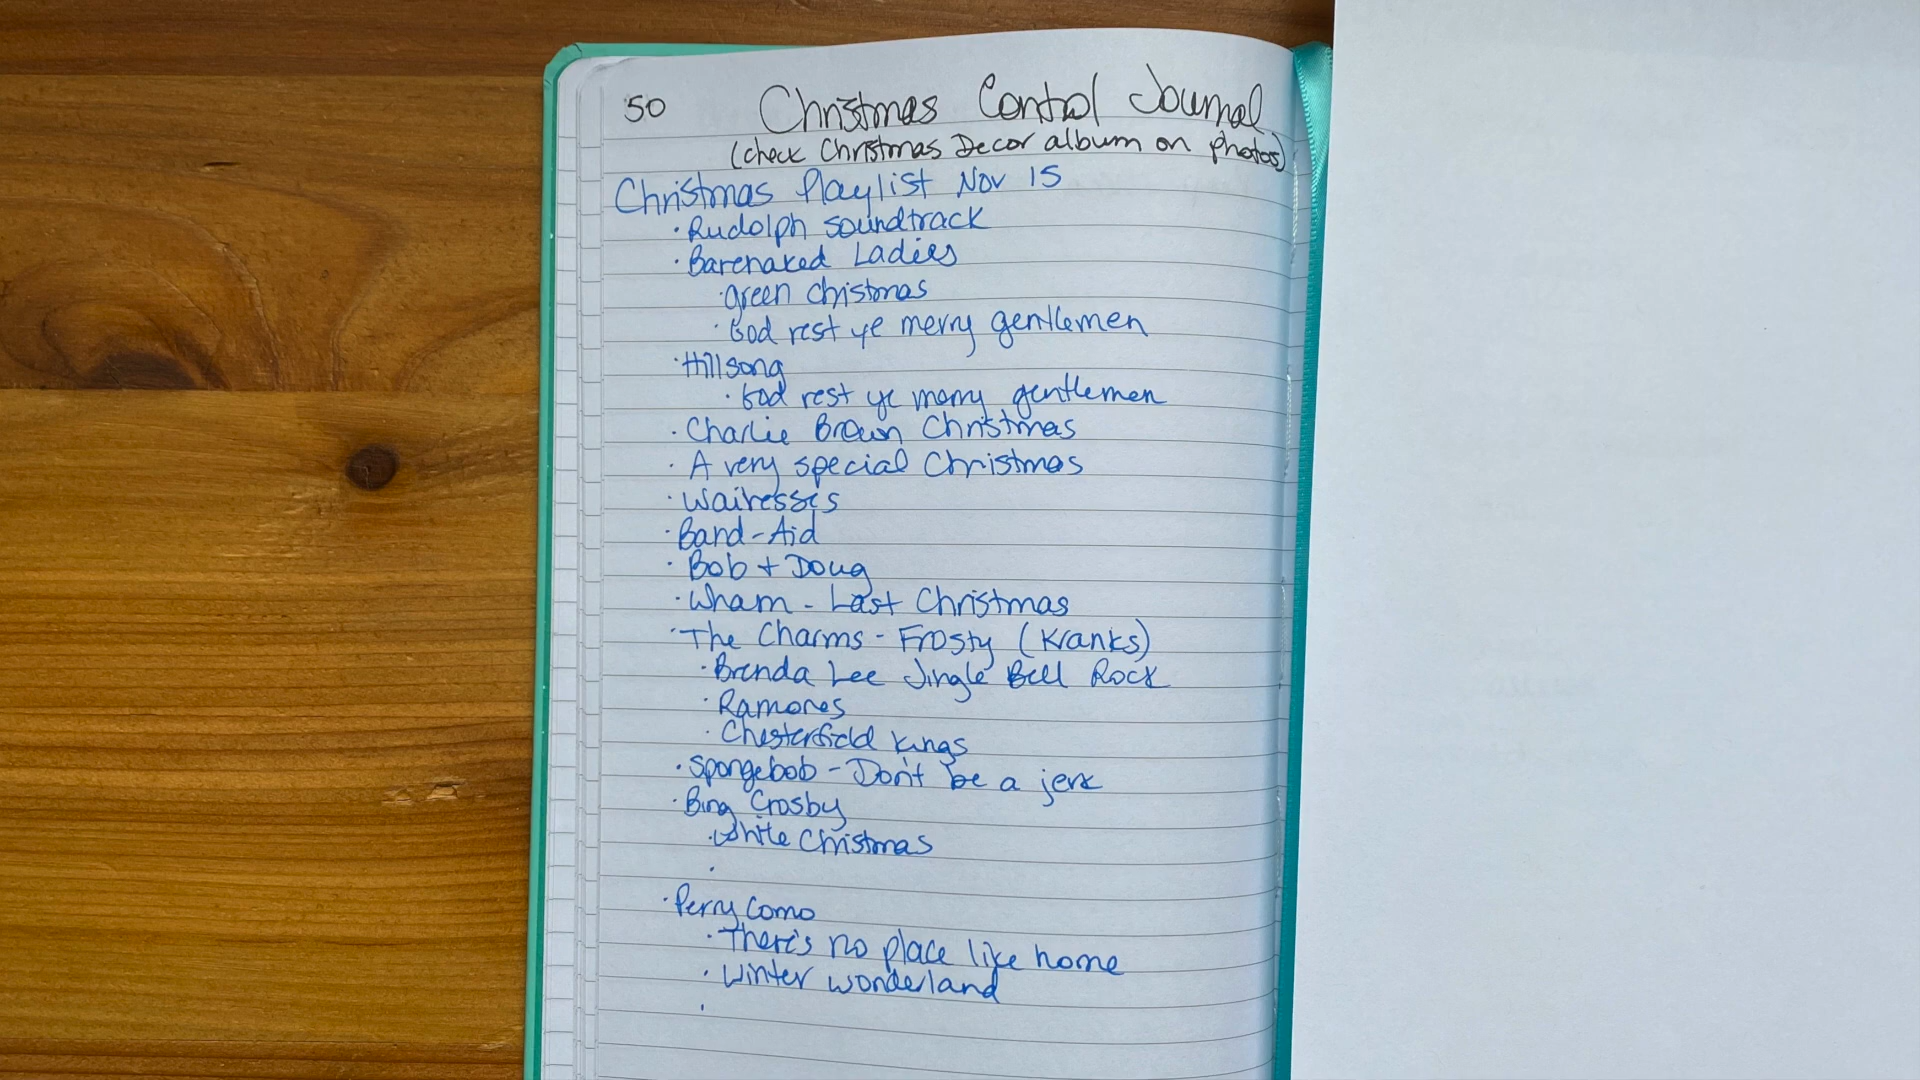 50 Christmas Control Journal
(check Christmas Decor album on photos)
Christmas Playlist Nov 15
· Rudolph soundtrack
· Barenaked Ladies
· green christmas
· God rest ye merry gentlemen
· Hillsong
· God rest ye merry gentlemen
· Charlie Brown Christmas
· A very special Christmas
· Wairesses
· Band-Aid
· Bob + Doug
· Wham - Last Christmas
· The Charms - Frosty (Kranks)
· Brenda Lee Jingle Bell Rock
· Ramones
· Chesterfield Kings
· Spongebob - Don't be a jerk
· Bing Crosby
· White Christmas
·
· Perry Como
· There's no place like home
· Winter wonderland
·